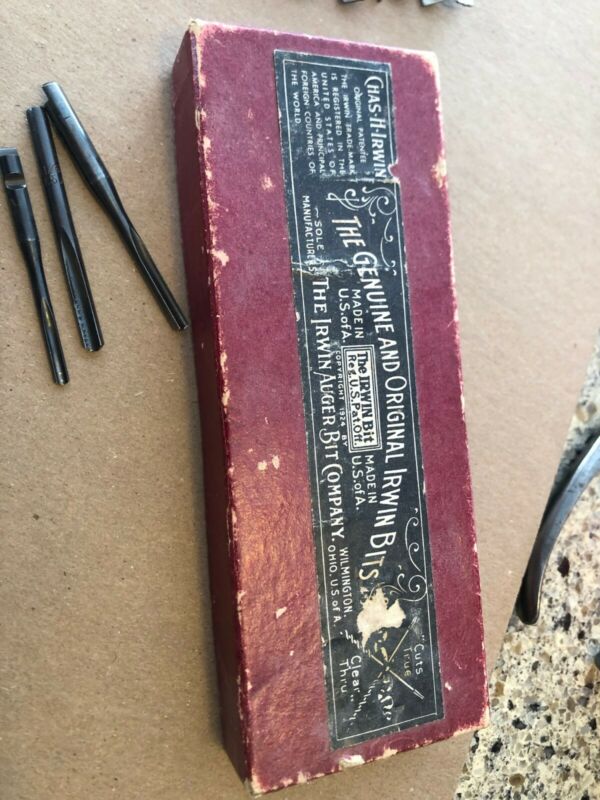 CHAS-H-IRWIN
ORIGINAL PATENTEE
THE IRWIN TRADE-MARK
IS REGISTERED IN THE
UNITED STATES OF
AMERICA AND PRINCIPAL
FOREIGN COUNTRIES OF
THE WORLD.
THE GENUINE AND ORIGINAL IRWIN BITS
MADE IN
U.S.of A.
The IRWIN Bit
Reg.U.S.Pat.Off.
MADE IN
U.S.of A.
COPYRIGHT 1924 BY
SOLE
MANUFACTURERS
THE IRWIN AUGER BIT COMPANY.
WILMINGTON,
OHIO, U.S of A.
"Cuts
True
Clear
Thru"